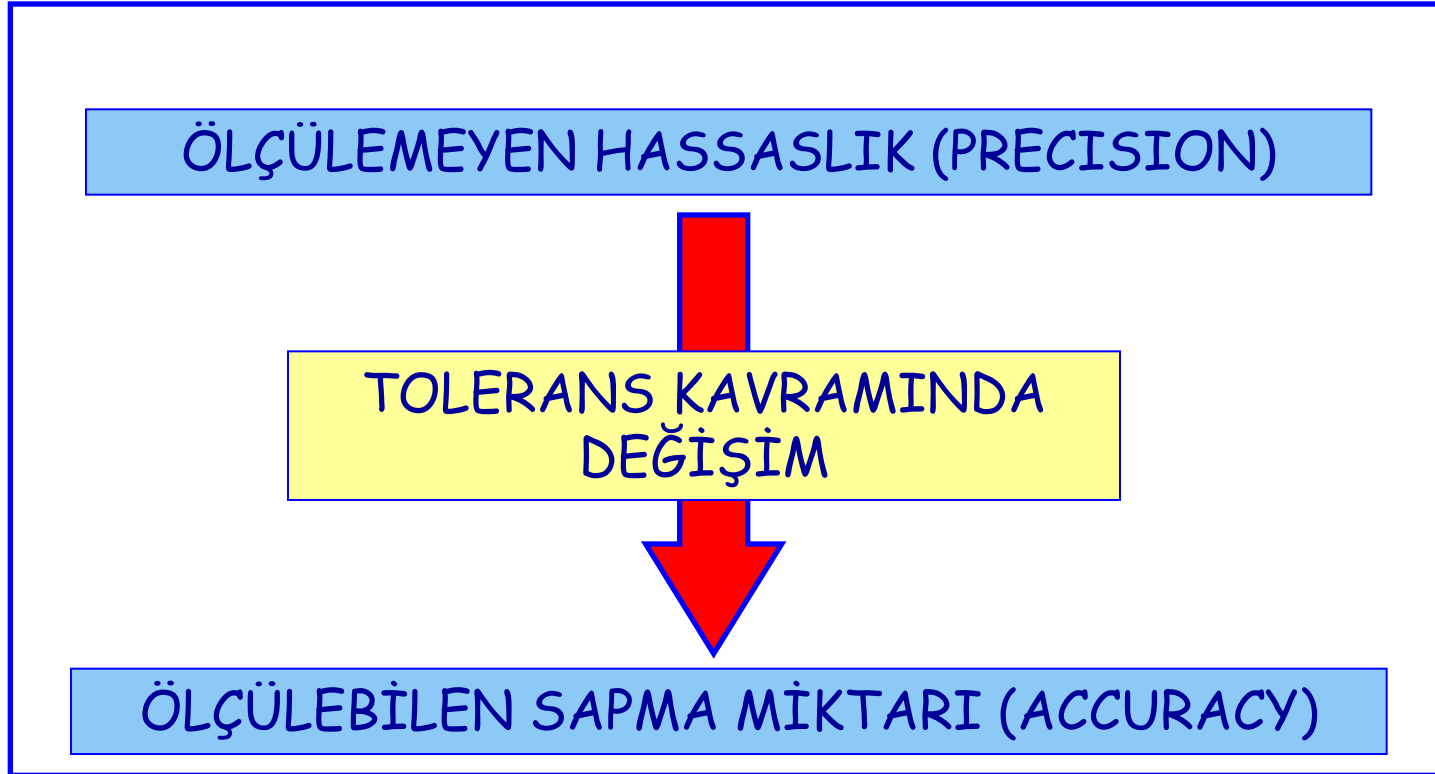 ÖLÇÜLEMEYEN HASSASLIK (PRECISION)
TOLERANS KAVRAMINDA
DEĞİŞİM
ÖLÇÜLEBİLEN SAPMA MİKTARI (ACCURACY)